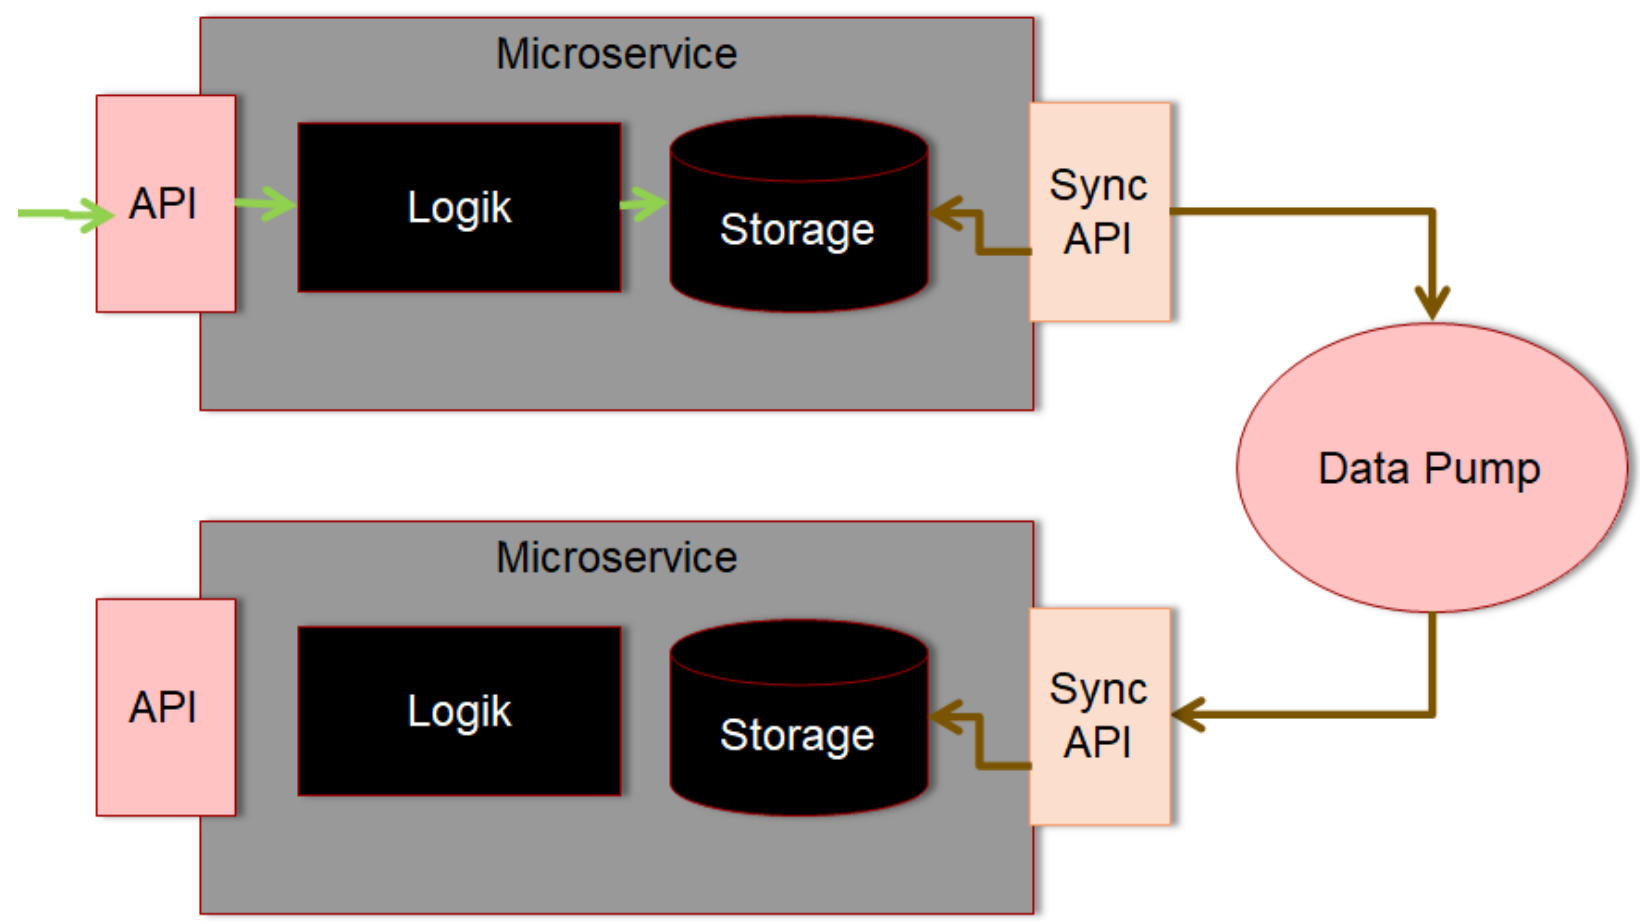 Microservice
API
Logik
Storage
Sync
API
Data Pump
Microservice
API
Logik
Storage
Sync
API